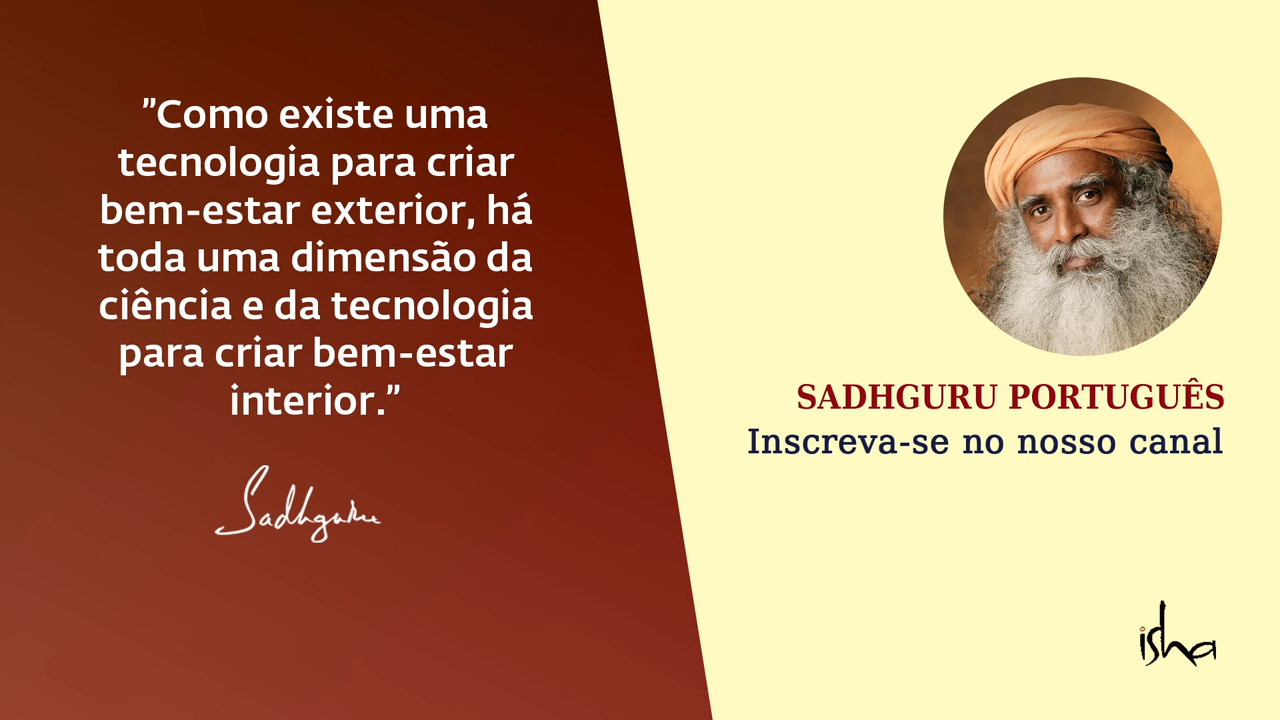 ”Como existe uma
tecnologia para criar
bem-estar exterior, há
toda uma dimensão da
ciência e da tecnologia
para criar bem-estar
interior.”
Sadhguru
SADHGURU PORTUGUÊS
Inscreva-se no nosso canal
isha